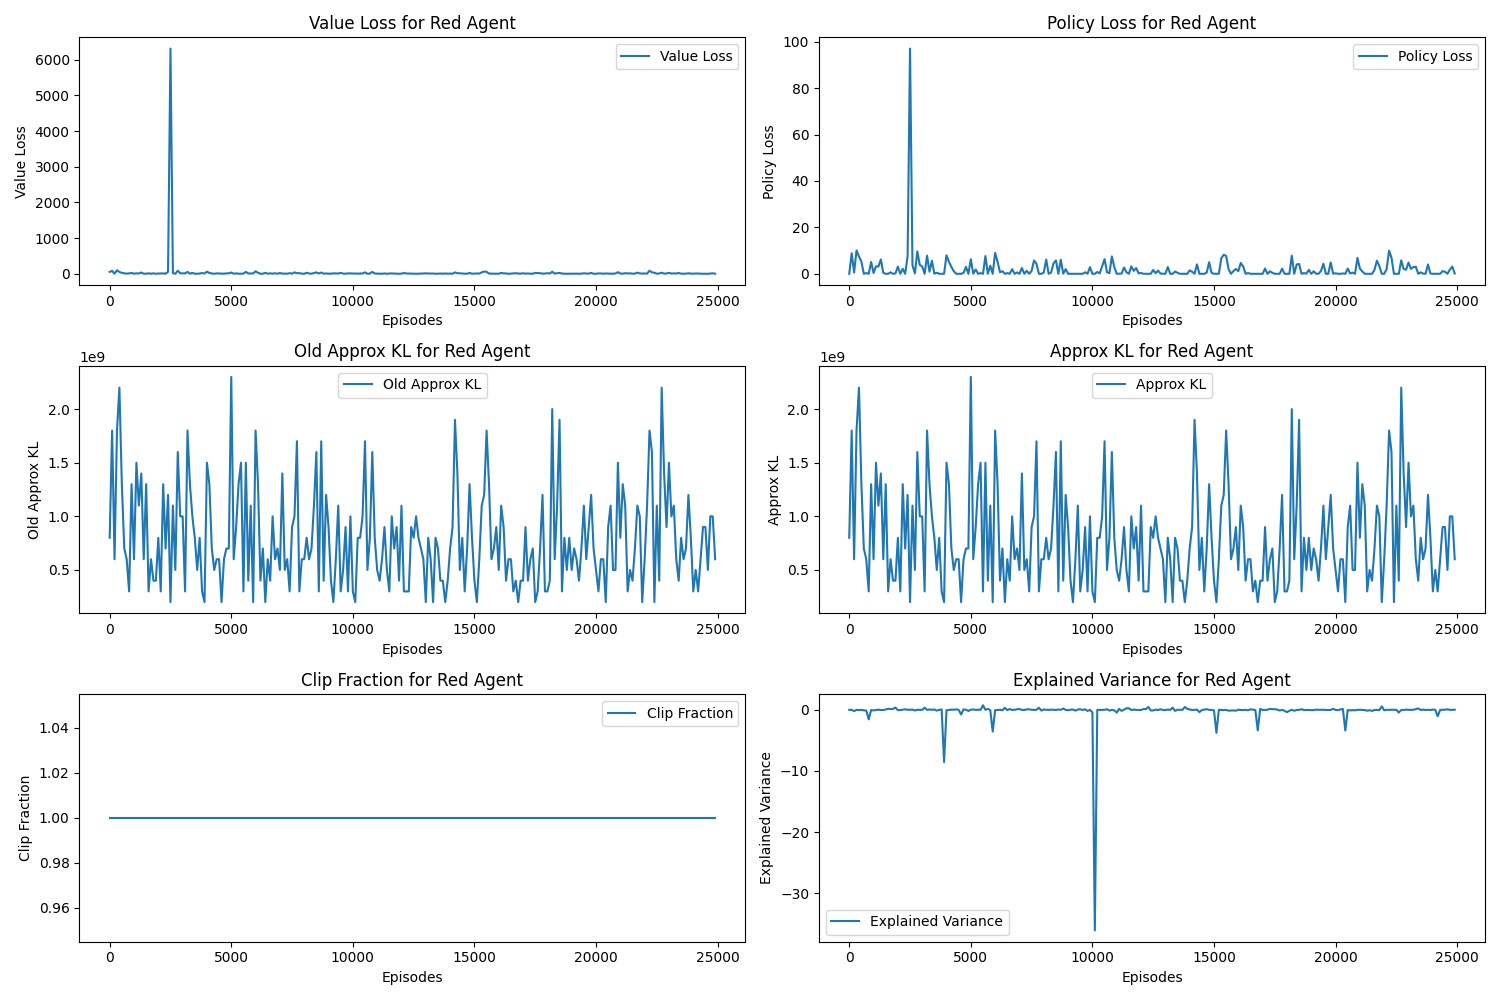 Value Loss for Red Agent
Value Loss
6000
5000
4000
3000
2000
1000
0
Value Loss
0 5000 10000 15000 20000 25000
Episodes
Policy Loss for Red Agent
Policy Loss
100
80
60
40
20
0
Policy Loss
0 5000 10000 15000 20000 25000
Episodes
Old Approx KL for Red Agent
1e9
Old Approx KL
2.0
1.5
1.0
0.5
Old Approx KL
0 5000 10000 15000 20000 25000
Episodes
Approx KL for Red Agent
1e9
Approx KL
2.0
1.5
1.0
0.5
Approx KL
0 5000 10000 15000 20000 25000
Episodes
Clip Fraction for Red Agent
Clip Fraction
1.04
1.02
1.00
0.98
0.96
Clip Fraction
0 5000 10000 15000 20000 25000
Episodes
Explained Variance for Red Agent
0
−10
−20
−30
Explained Variance
Explained Variance
0 5000 10000 15000 20000 25000
Episodes